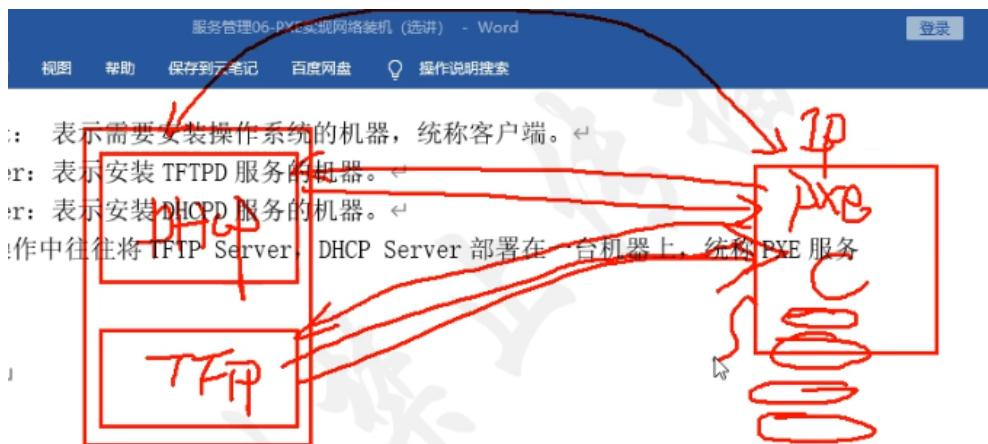 服务管理06-PXE实现网络装机（选讲） - Word 登录
视图 帮助 保存到云笔记 百度网盘 操作说明搜索
: 表示需要安装操作系统的机器，统称客户端。
er: 表示安装 TFTPD 服务的机器。
er: 表示安装 DHCPD 服务的机器。
操作中往往将 TFTP Server, DHCP Server 部署在一台机器上，统称 PXE 服务
IP
pxe
C
DHCP
TFTP